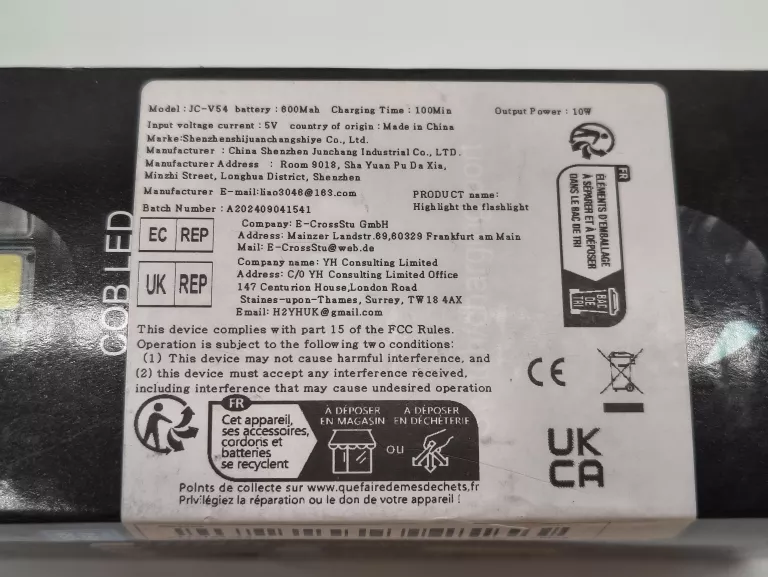 Model : JC-V54 battery : 600Mah Charging Time : 100Min Output Power : 10W
Input voltage current : 5V country of origin : Made in China
Marke:Shenzhenshijuanchangshiye Co., Ltd.
Manufacturer : China Shenzhen Junchang Industrial Co., LTD.
Manufacturer Address : Room 9018, Sha Yuan Pu Da Xia,
Minzhi Street, Longhua District, Shenzhen
Manufacturer E-mail:liao3046@163.com
PRODUCT name:
Highlight the flashlight
Batch Number : A202409041541
EC REP
Company: E-CrossStu GmbH
Address: Mainzer Landstr.69,60329 Frankfurt am Main
Mail: E-CrossStu@web.de
UK REP
Company name: YH Consulting Limited
Address: C/O YH Consulting Limited Office
147 Centurion House,London Road
Staines-upon-Thames, Surrey, TW18 4AX
Email: H2YHUK@gmail.com
This device complies with part 15 of the FCC Rules.
Operation is subject to the following two conditions:
(1) This device may not cause harmful interference, and
(2) this device must accept any interference received,
including interference that may cause undesired operation
FR
ÉLÉMENTS D'EMBALLAGE
À SÉPARER ET À DÉPOSER
DANS LE BAC DE TRI
BAC
DE
TRI
CE
UK
CA
FR
Cet appareil,
ses accessoires,
cordons et
batteries
se recyclent
À DÉPOSER
EN MAGASIN
OU
À DÉPOSER
EN DÉCHÈTERIE
Points de collecte sur www.quefairedemesdechets.fr
Privilégiez la réparation ou le don de votre appareil !
COB LED